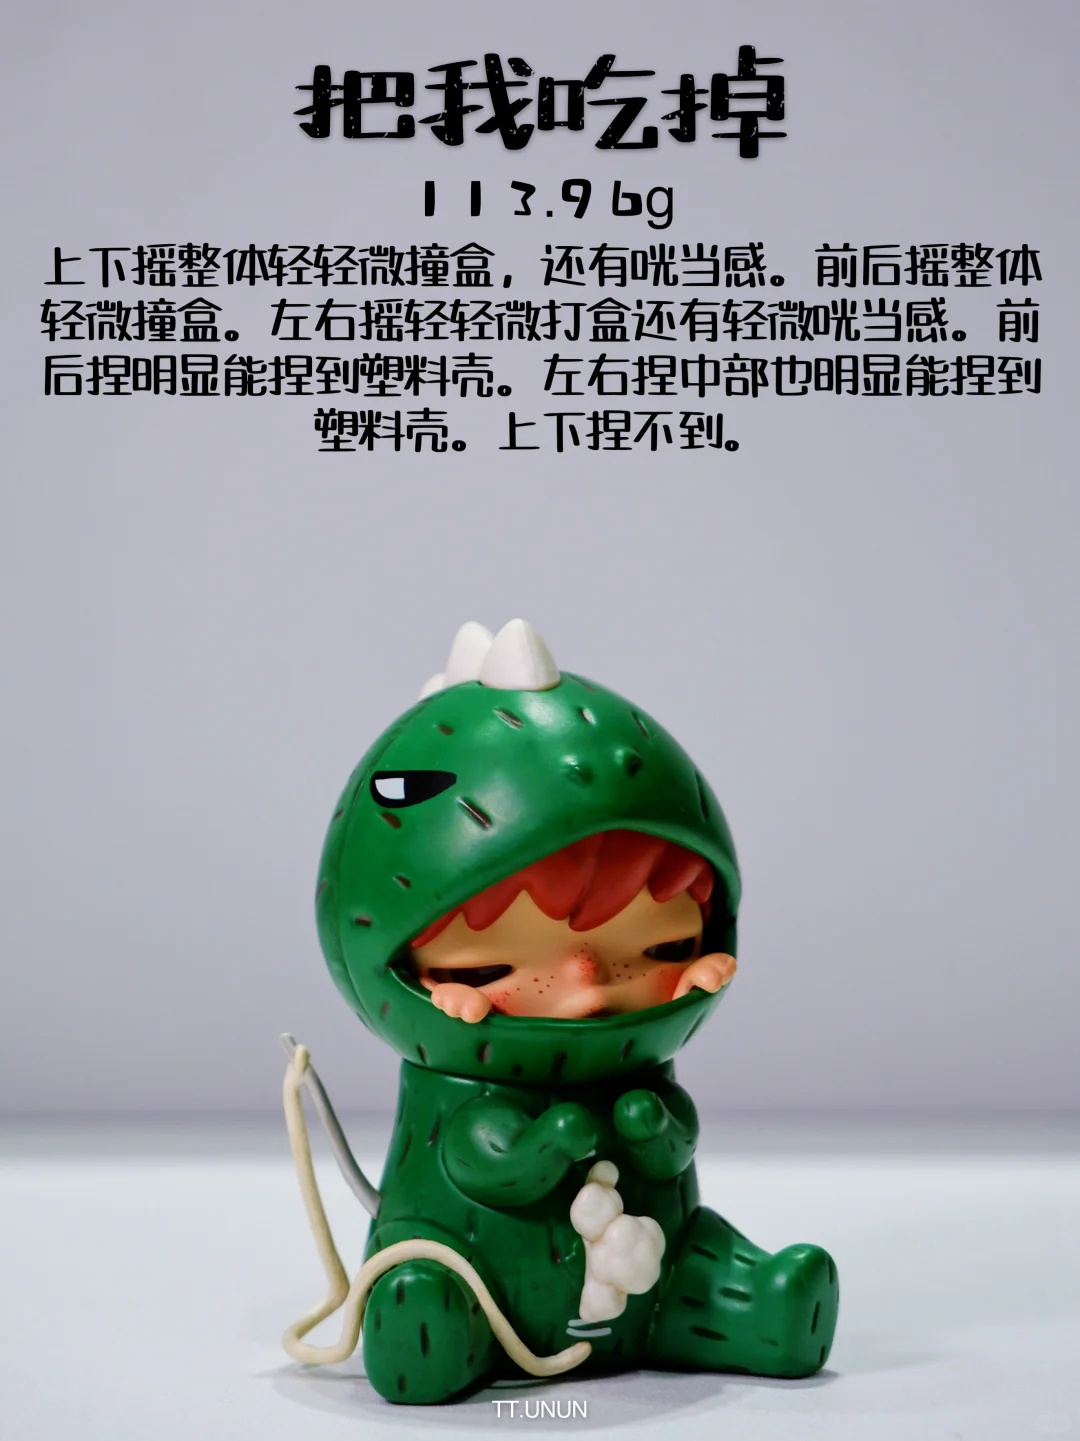 把我吃掉
113.96g
上下摇整体轻轻微撞盒，还有咣当感。前后摇整体
轻微撞盒。左右摇轻轻微打盒还有轻微咣当感。前
后捏明显能捏到塑料壳。左右捏中部也明显能捏到
塑料壳。上下捏不到。
TT.UNUN